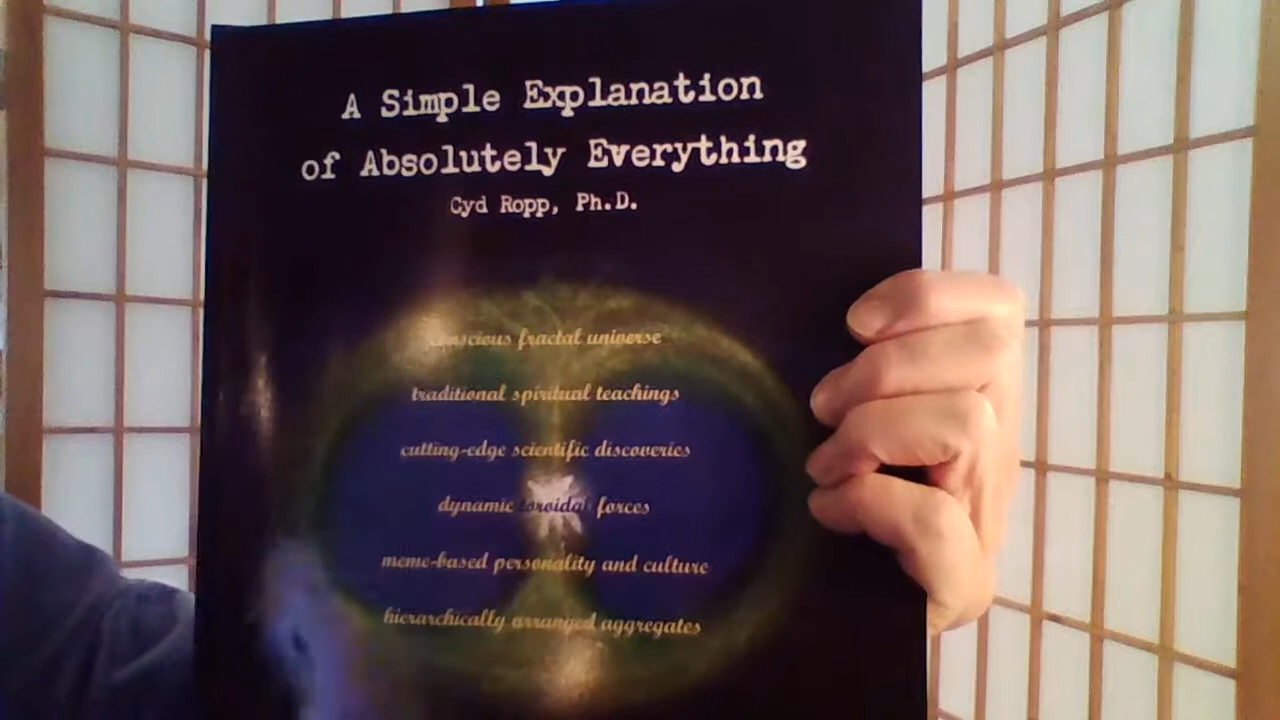 A Simple Explanation
of Absolutely Everything
Cyd Ropp, Ph.D.
conscious fractal universe
traditional spiritual teachings
cutting-edge scientific discoveries
dynamic toroidal forces
meme-based personality and culture
hierarchically arranged aggregates